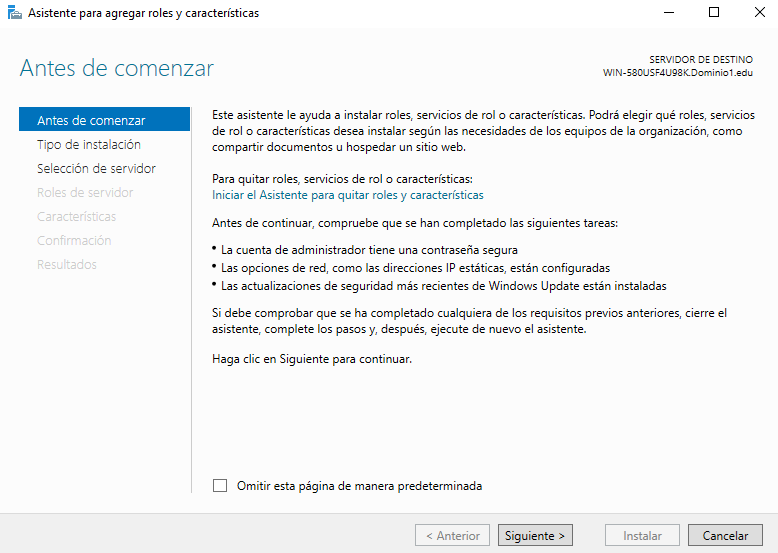 Asistente para agregar roles y características
Antes de comenzar
SERVIDOR DE DESTINO
WIN-580USF4U98K.Dominio1.edu
Antes de comenzar
Tipo de instalación
Selección de servidor
Roles de servidor
Características
Confirmación
Resultados
Este asistente le ayuda a instalar roles, servicios de rol o características. Podrá elegir qué roles, servicios
de rol o características desea instalar según las necesidades de los equipos de la organización, como
compartir documentos u hospedar un sitio web.
Para quitar roles, servicios de rol o características:
Iniciar el Asistente para quitar roles y características
Antes de continuar, compruebe que se han completado las siguientes tareas:
• La cuenta de administrador tiene una contraseña segura
• Las opciones de red, como las direcciones IP estáticas, están configuradas
• Las actualizaciones de seguridad más recientes de Windows Update están instaladas
Si debe comprobar que se ha completado cualquiera de los requisitos previos anteriores, cierre el
asistente, complete los pasos y, después, ejecute de nuevo el asistente.
Haga clic en Siguiente para continuar.
Omitir esta página de manera predeterminada
< Anterior
Siguiente >
Instalar
Cancelar